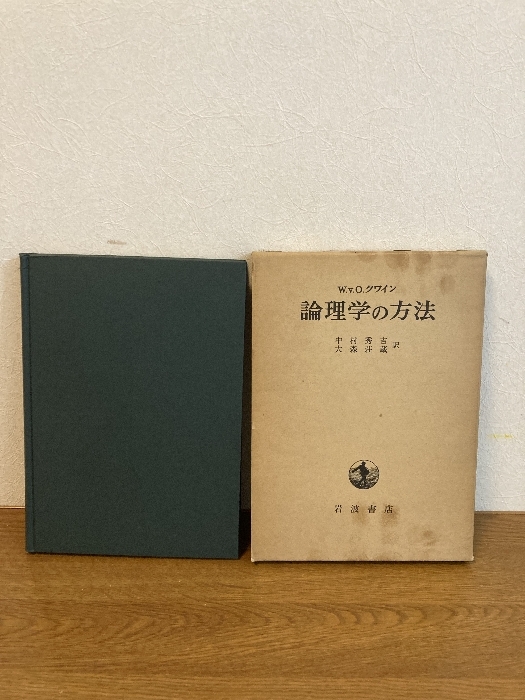 W.v.O.クワイン
論理学の方法
中村秀吉
大森荘蔵 訳
岩波書店